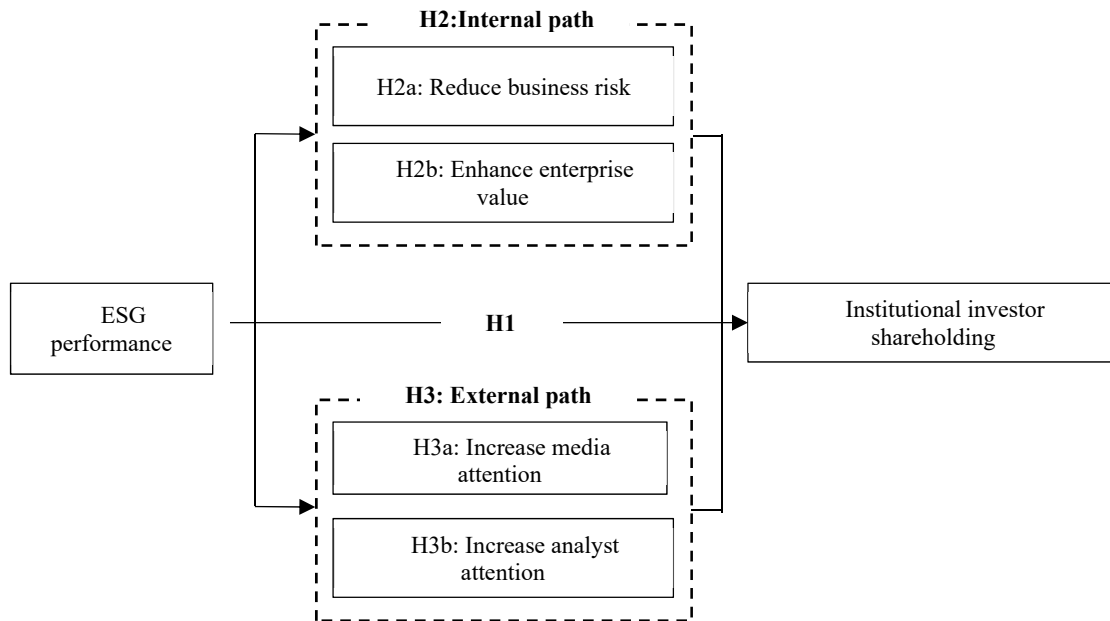 H2:Internal path
H2a: Reduce business risk
H2b: Enhance enterprise
value
ESG
performance
H1
Institutional investor
shareholding
H3: External path
H3a: Increase media
attention
H3b: Increase analyst
attention